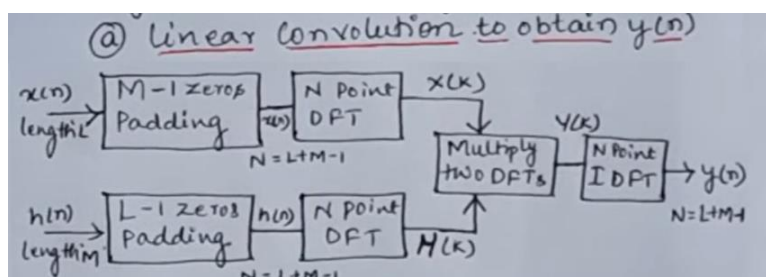 ⓐ Linear convolution to obtain y(n)
x(n)
length L
M-1 zeros
Padding
x(n)
N = L+M-1
N Point
DFT
X(K)
h(n)
length M
L-1 zeros
Padding
h(n)
N = L+M-1
N point
DFT
H(K)
Multiply
two DFTs
Y(K)
N Point
IDFT
y(n)
N=L+M-1